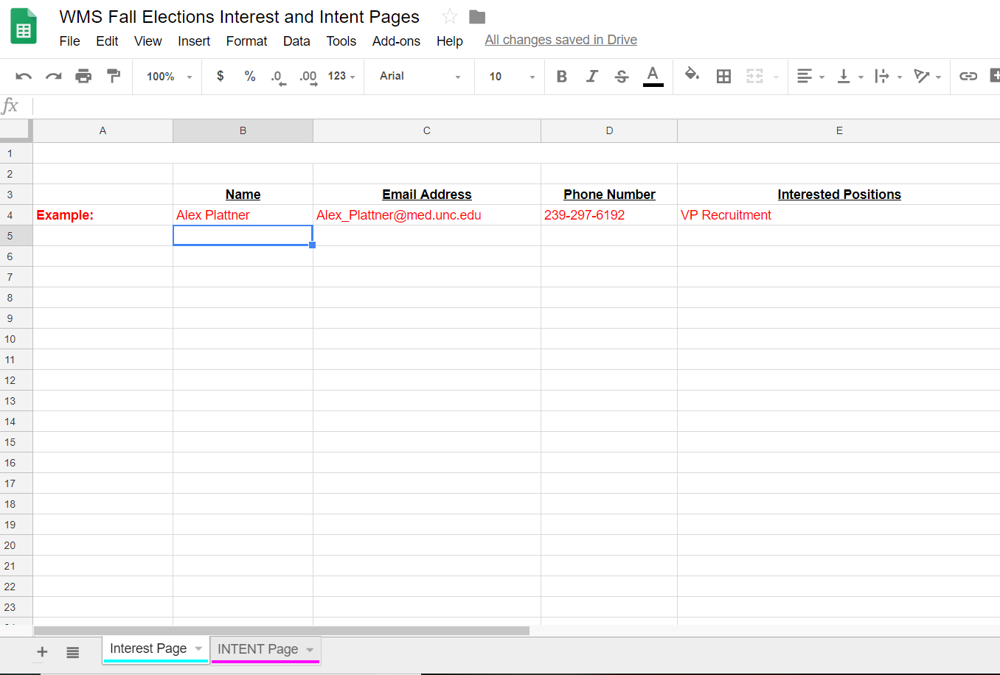 WMS Fall Elections Interest and Intent Pages
File Edit View Insert Format Data Tools Add-ons Help All changes saved in Drive
100% $ % .0 .00 123 Arial 10 B I S A
fx
A B C D E
1
2
3 Name Email Address Phone Number Interested Positions
4 Example: Alex Plattner Alex_Plattner@med.unc.edu 239-297-6192 VP Recruitment
5
6
7
8
9
10
11
12
13
14
15
16
17
18
19
20
21
22
23
Interest Page INTENT Page